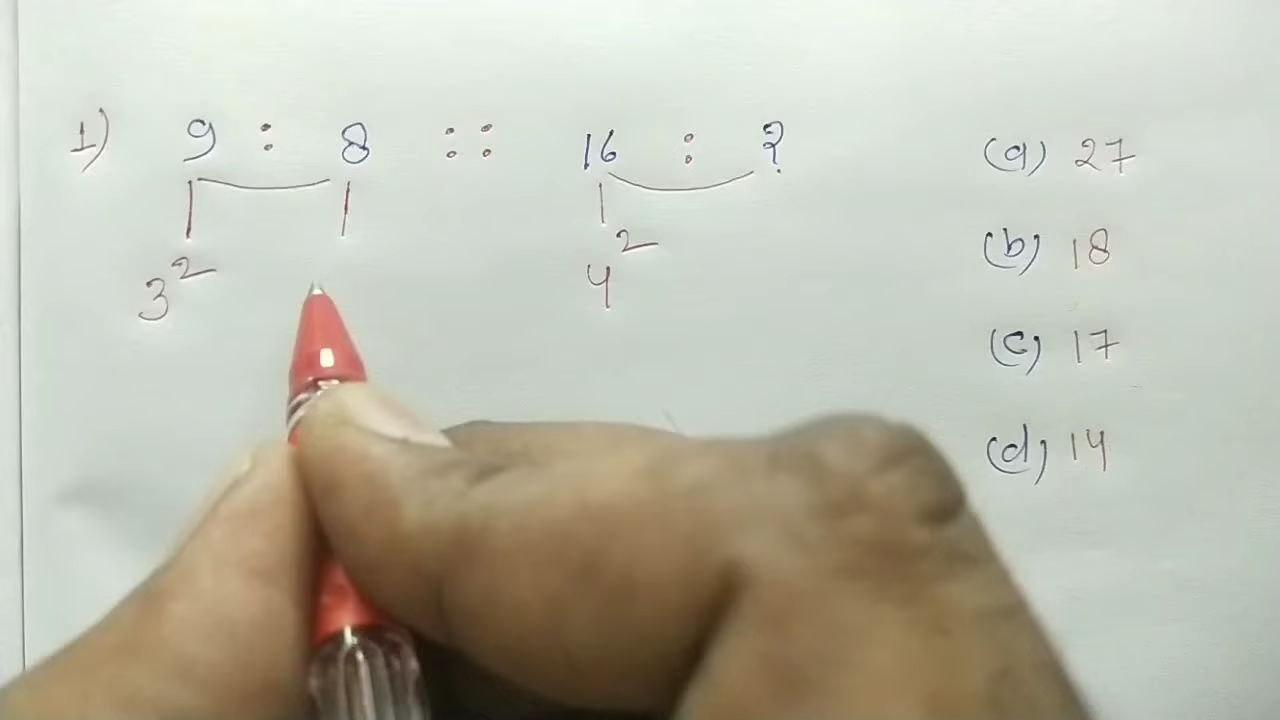 1) 9 : 8 :: 16 : ?
(a) 27
3² 4²
(b) 18
(c) 17
(d) 14